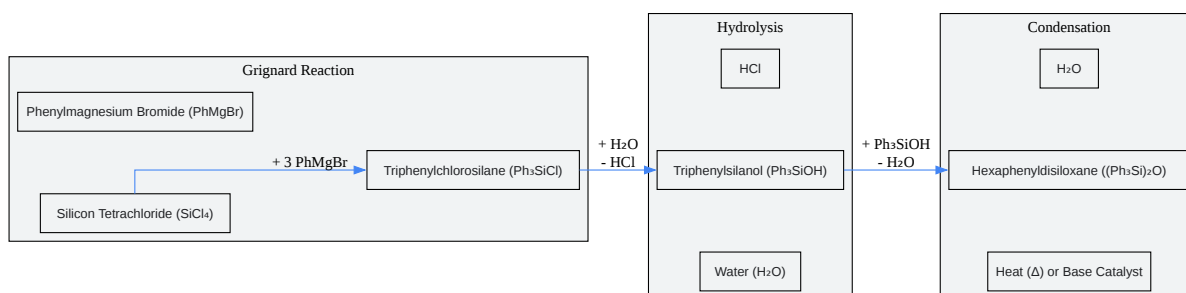 Grignard Reaction
Phenylmagnesium Bromide (PhMgBr)
+ 3 PhMgBr
Triphenylchlorosilane (Ph₃SiCl)
Silicon Tetrachloride (SiCl₄)
+ H₂O
- HCl
Hydrolysis
HCl
Triphenylsilanol (Ph₃SiOH)
Water (H₂O)
+ Ph₃SiOH
- H₂O
Condensation
H₂O
Hexaphenyldisiloxane ((Ph₃Si)₂O)
Heat (Δ) or Base Catalyst